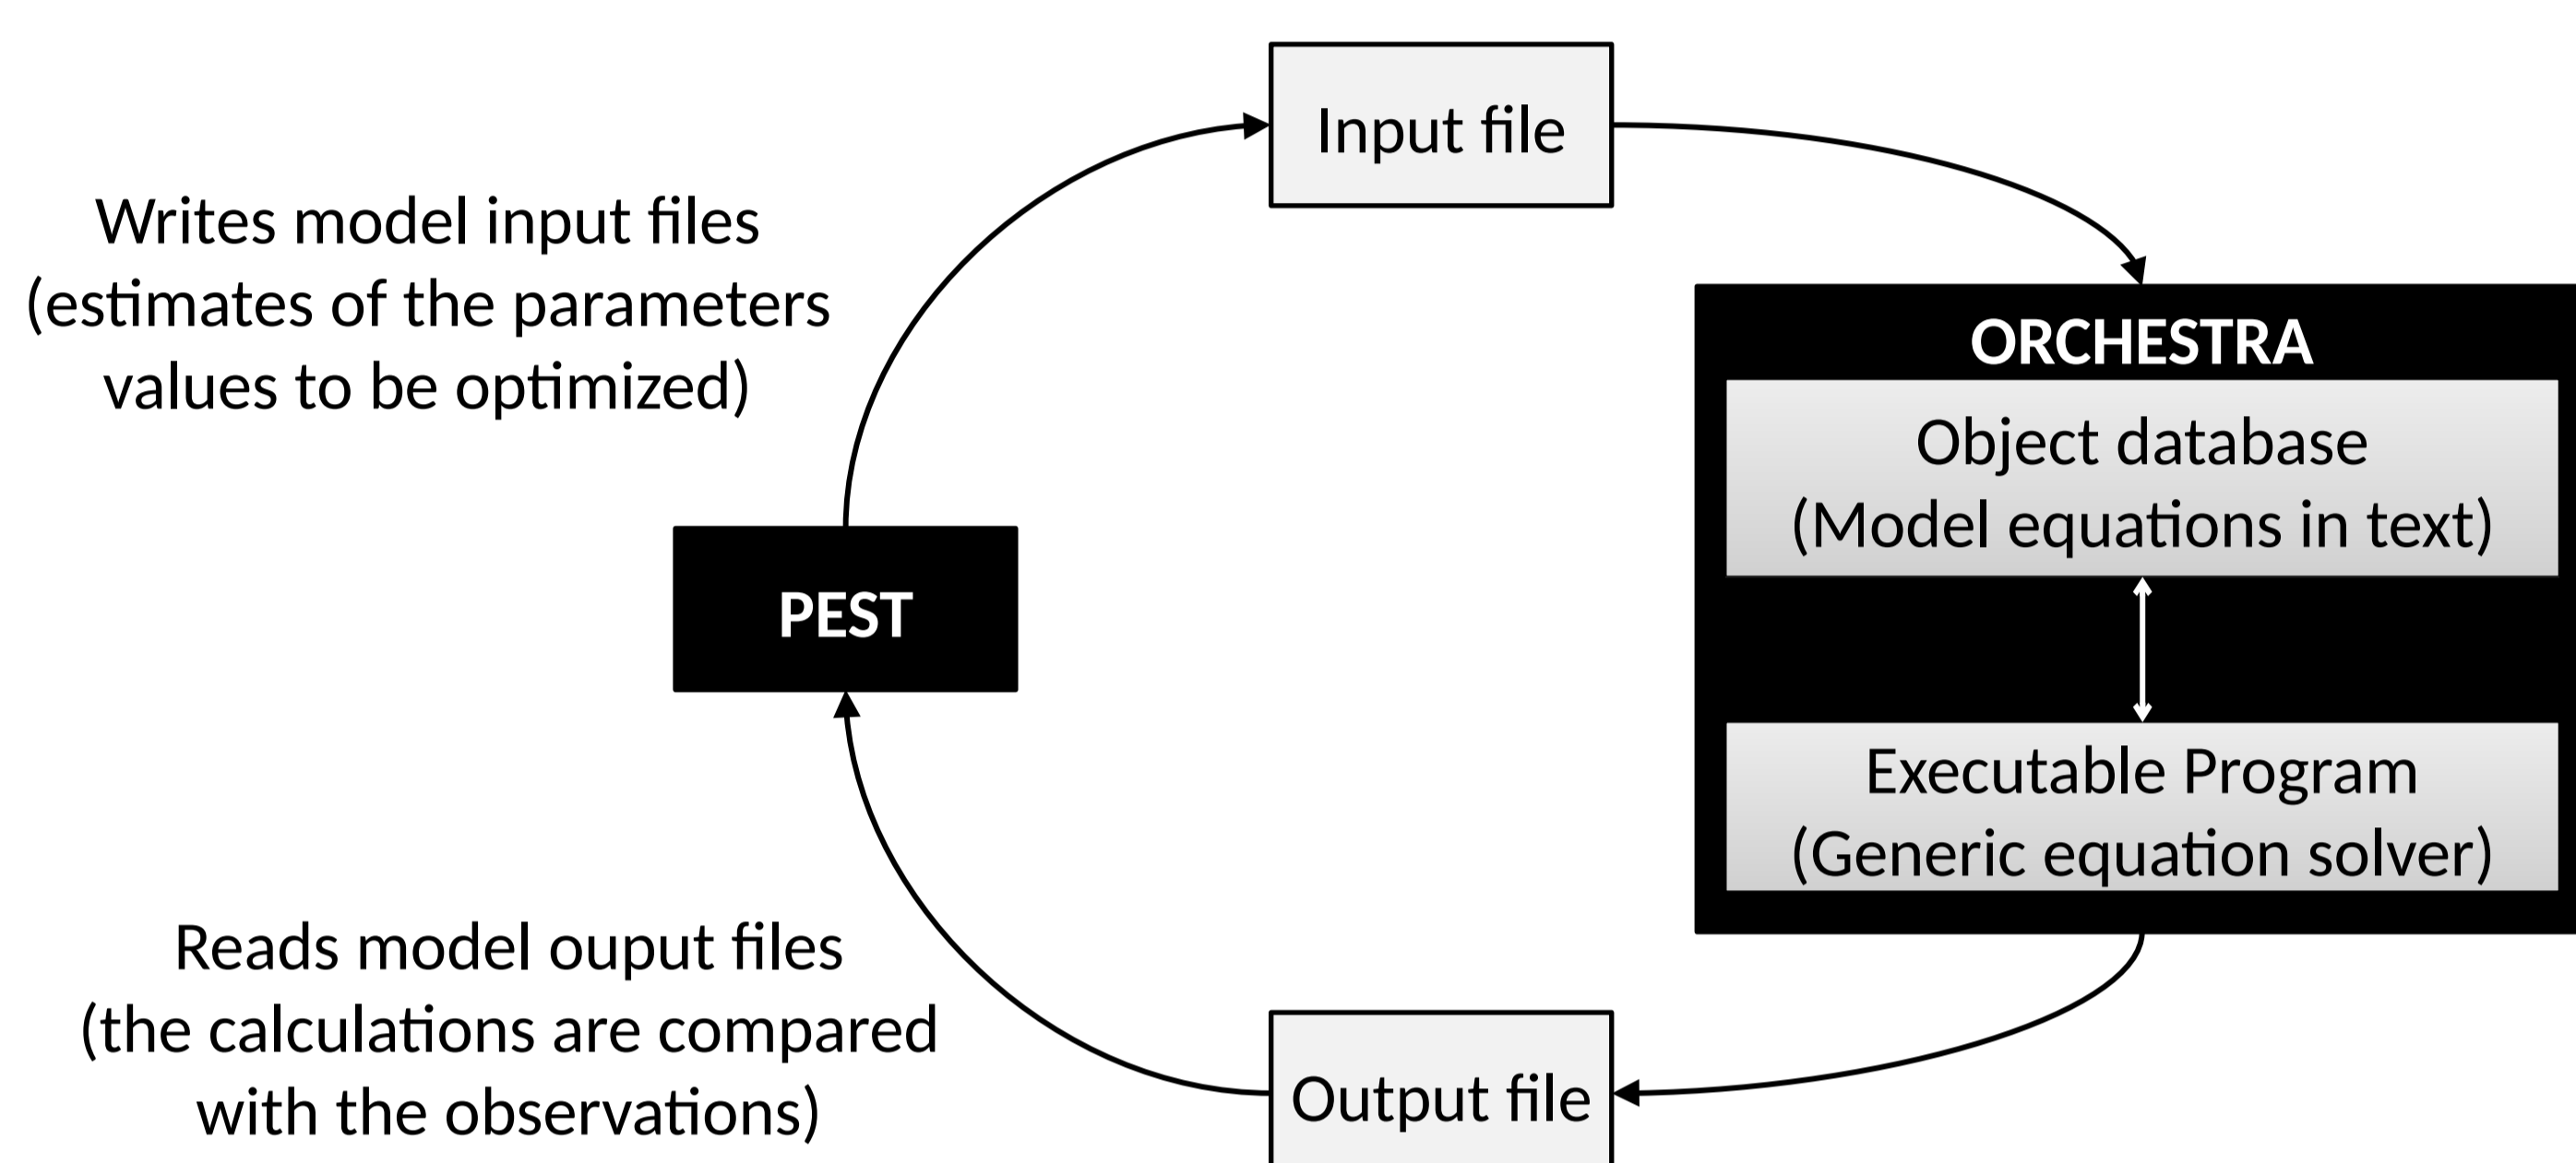 Input file
Writes model input files
(estimates of the parameters
values to be optimized)
ORCHESTRA
Object database
(Model equations in text)
PEST
Executable Program
(Generic equation solver)
Reads model ouput files
(the calculations are compared
with the observations)
Output file